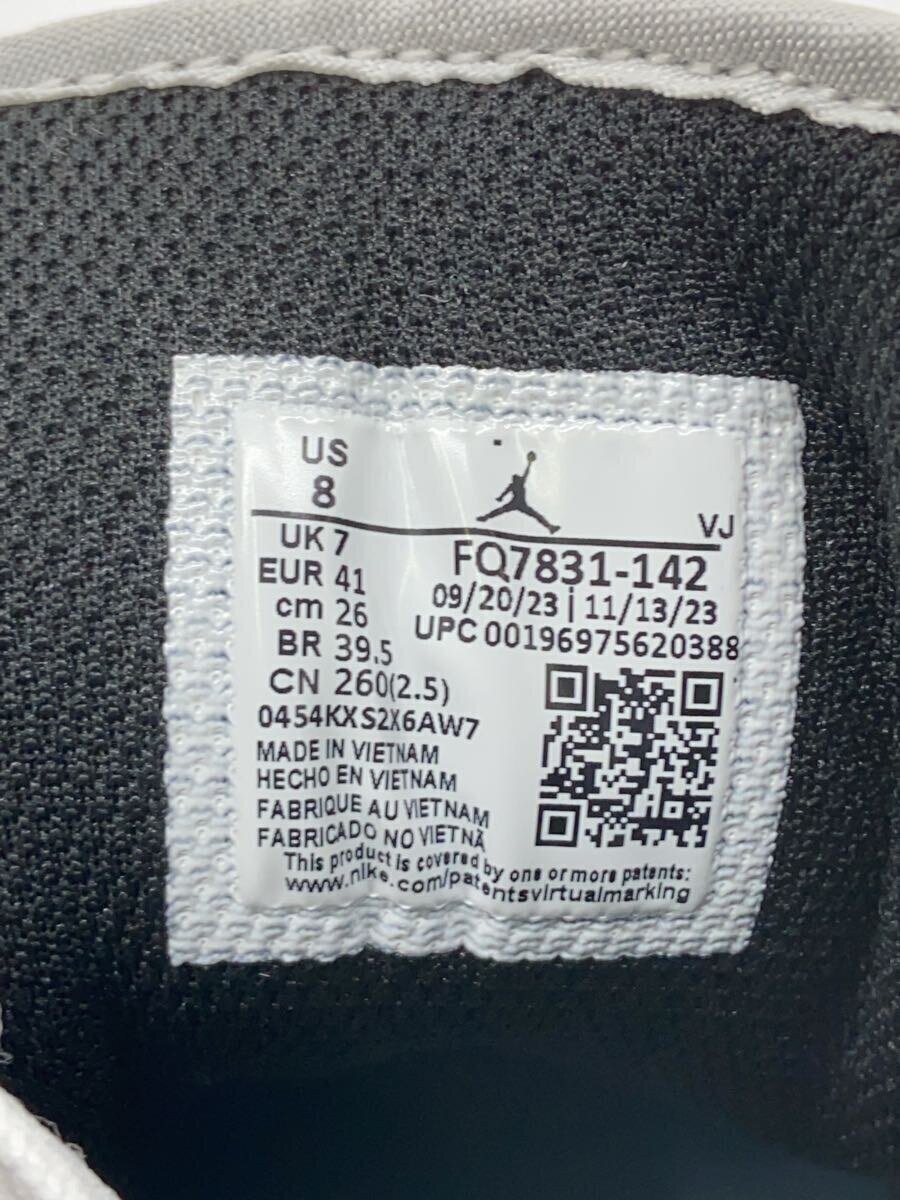 US
8
VJ
UK 7
EUR 41
cm 26
BR 39.5
CN 260(2.5)
FQ7831-142
09/20/23 | 11/13/23
UPC 00196975620388
0454KXS2X6AW7
MADE IN VIETNAM
HECHO EN VIETNAM
FABRIQUE AU VIETNAM
FABRICADO NO VIETNÃ
This product is covered by one or more patents:
www.nike.com/patentsvirtualmarking